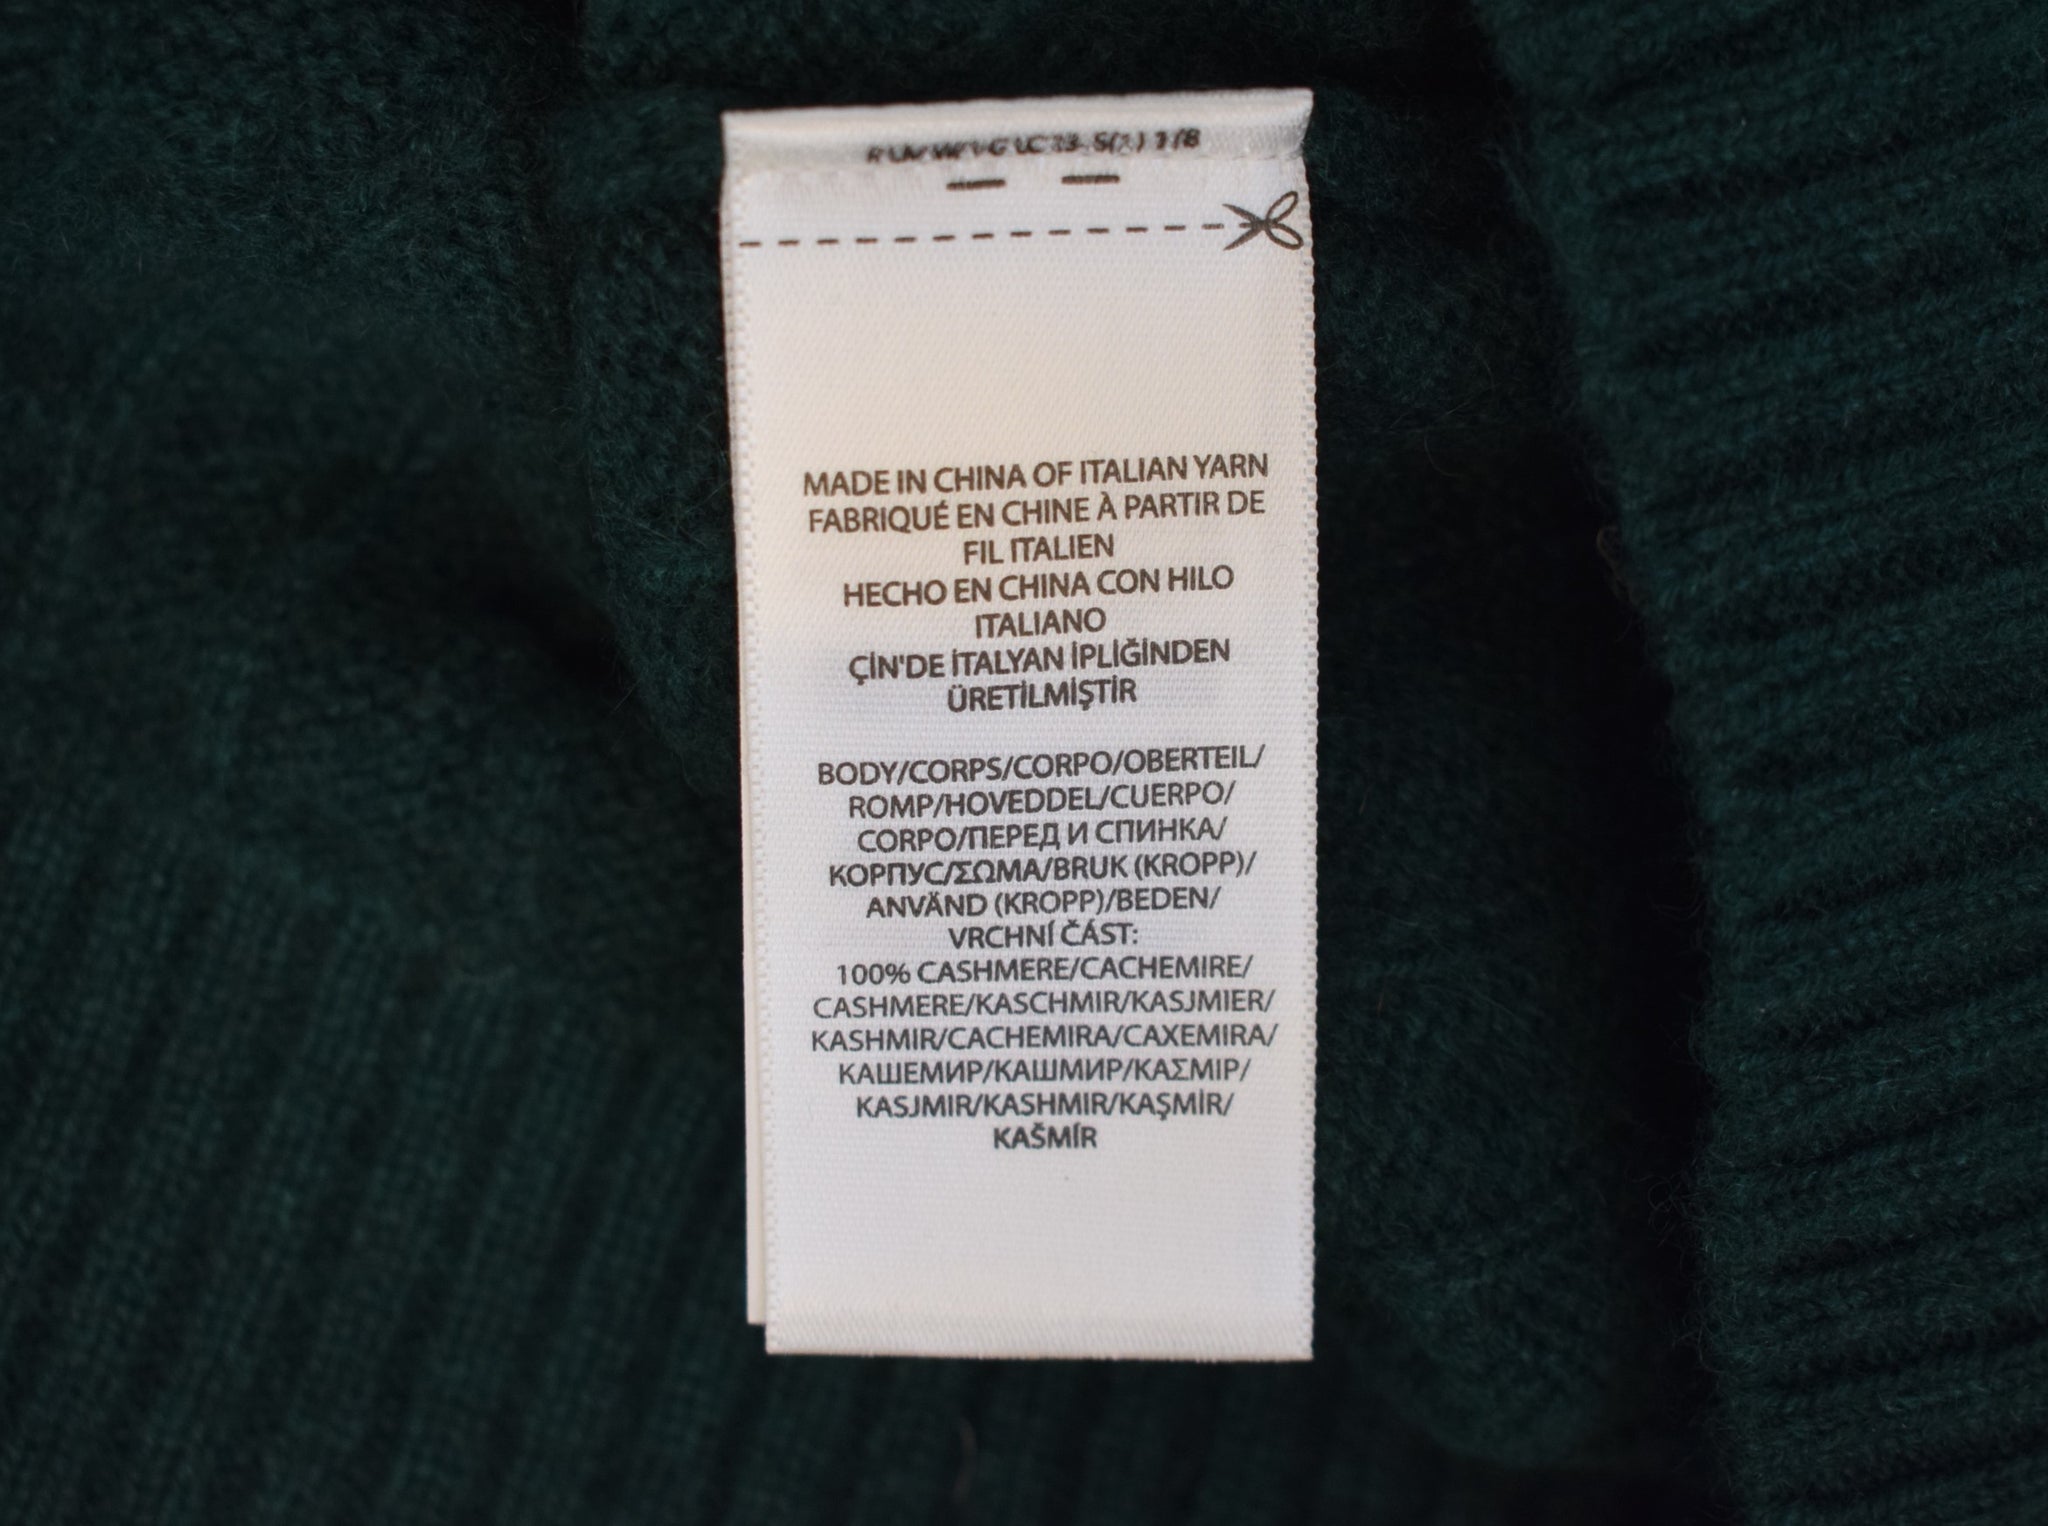 MADE IN CHINA OF ITALIAN YARN
FABRIQUÉ EN CHINE À PARTIR DE
FIL ITALIEN
HECHO EN CHINA CON HILO
ITALIANO
ÇİN'DE İTALYAN İPLİĞİNDEN
ÜRETİLMİŞTİR
BODY/CORPS/CORPO/OBERTEIL/
ROMP/HOVEDDEL/CUERPO/
CORPO/ПЕРЕД И СПИНКА/
КОРПУС/ΣΩΜΑ/BRUK (KROPP)/
ANVÄND (KROPP)/BEDEN/
VRCHNÍ ČÁST:
100% CASHMERE/CACHEMIRE/
CASHMERE/KASCHMIR/KASJMIER/
KASHMIR/CACHEMIRA/CAXEMIRA/
КАШЕМИР/КАШМИР/ΚΑΣΜΙΡ/
KASJMIR/KASHMIR/KAŞMİR/
KAŠMÍR